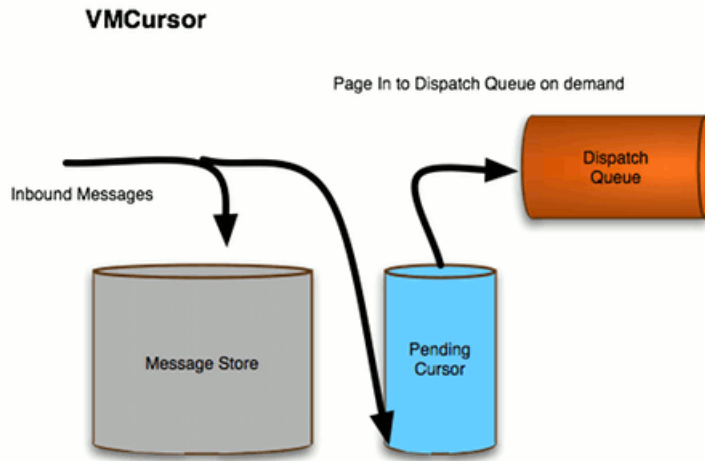 VMCursor
Page In to Dispatch Queue on demand
Dispatch
Queue
Inbound Messages
Message Store
Pending
Cursor